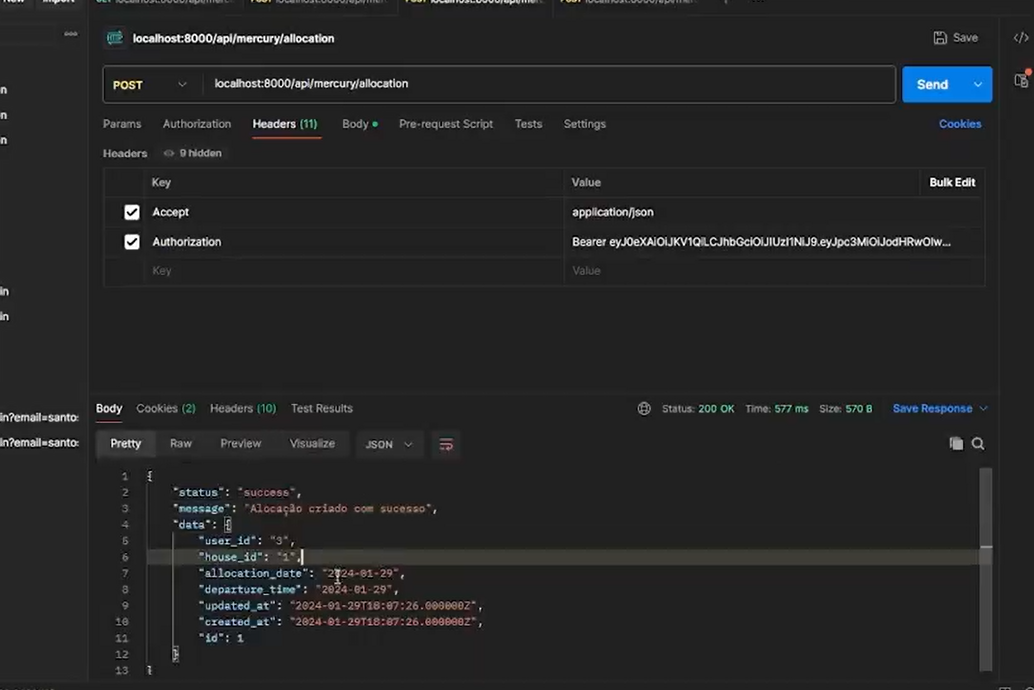 localhost:8000/api/mercury/allocation
Save
POST
localhost:8000/api/mercury/allocation
Send
Params Authorization Headers (11) Body Pre-request Script Tests Settings Cookies
Headers 9 hidden
Key Value Bulk Edit
Accept application/json
Authorization
Key Value
in?email=santo:
in?email=santo:
Body Cookies (2) Headers (10) Test Results Status: 200 OK Time: 577 ms Size: 570 B Save Response
Pretty Raw Preview Visualize JSON
1 {
2 "status": "success",
3 "message": "Alocação criado com sucesso",
4 "data": {
5 "user_id": "3",
6 "house_id": "1",
7 "allocation_date": "2024-01-29",
8 "departure_time": "2024-01-29",
9 "updated_at": "2024-01-29T18:07:26.000000Z",
10 "created_at": "2024-01-29T18:07:26.000000Z",
11 "id": 1
12 }
13 }